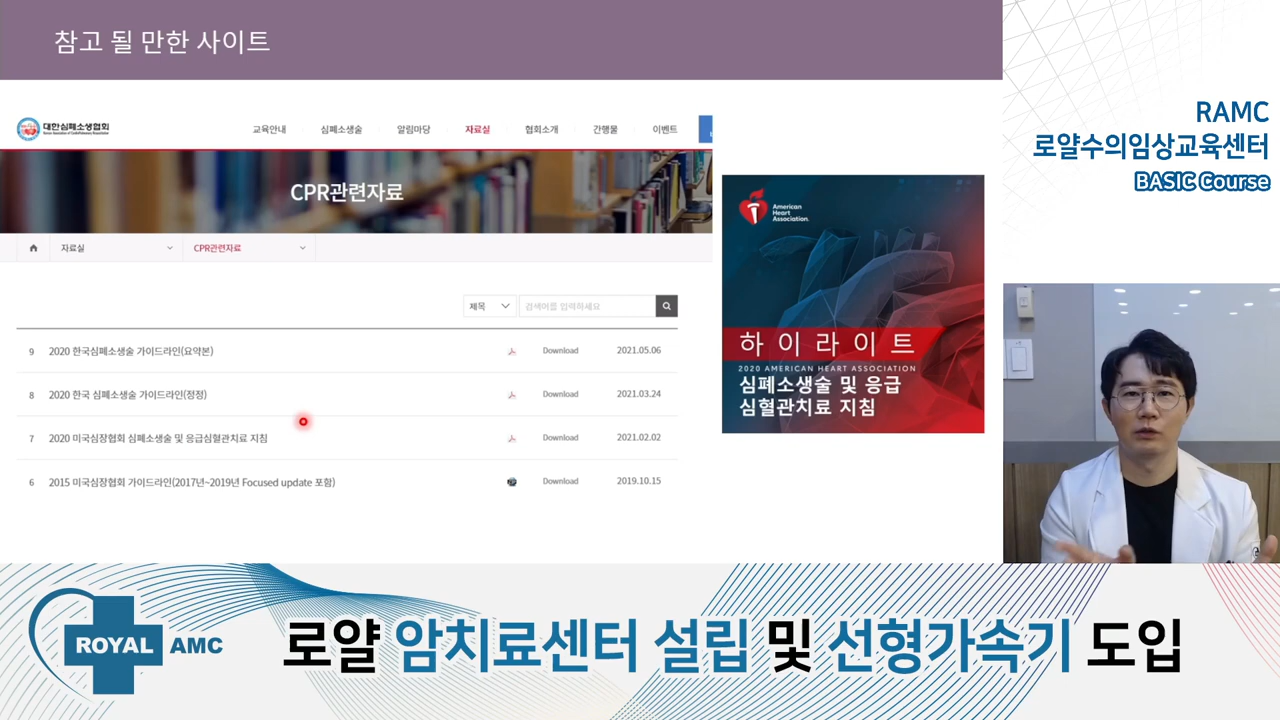 참고 될 만한 사이트
대한심폐소생협회
교육안내 심폐소생술 알림마당 자료실 협회소개 간행물 이벤트
CPR관련자료
자료실 CPR관련자료
제목 검색어를 입력하세요
9 2020 한국심폐소생술 가이드라인(요약본) Download 2021.05.06
8 2020 한국 심폐소생술 가이드라인(정정) Download 2021.03.24
7 2020 미국심장협회 심폐소생술 및 응급심혈관치료 지침 Download 2021.02.02
6 2015 미국심장협회 가이드라인(2017년~2019년 Focused update 포함) Download 2019.10.15
American
Heart
Association.
하이라이트
2020 AMERICAN HEART ASSOCIATION
심폐소생술 및 응급
심혈관치료 지침
RAMC
로얄수의임상교육센터
BASIC Course
ROYAL AMC
로얄 암치료센터 설립 및 선형가속기 도입